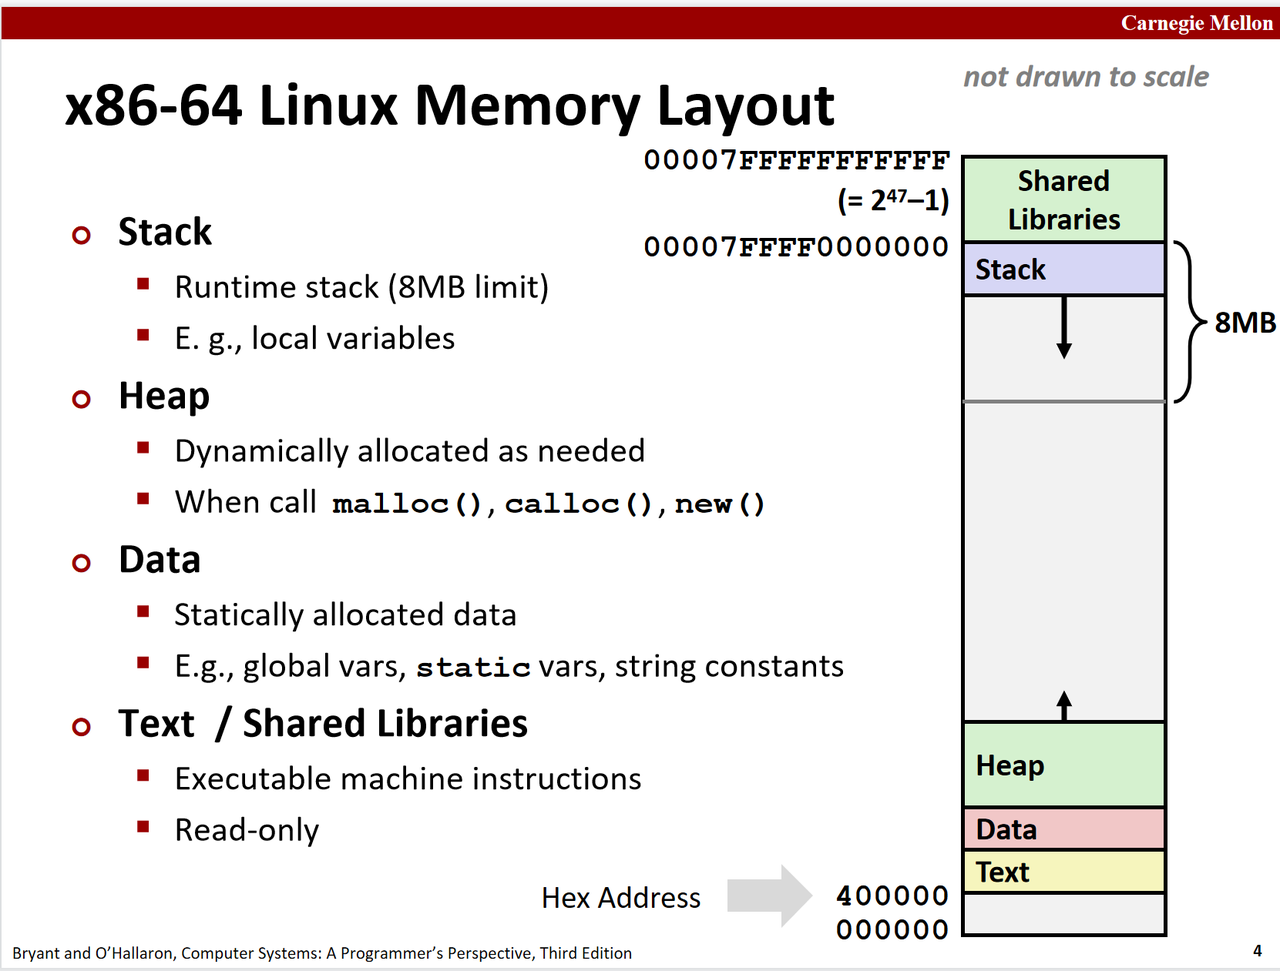 Carnegie Mellon
not drawn to scale
x86-64 Linux Memory Layout
00007FFFFFFFFFFF
(= 2⁴⁷–1)
00007FFFF0000000
Shared
Libraries
Stack
8MB
Heap
Data
Text
Stack
Runtime stack (8MB limit)
E. g., local variables
Heap
Dynamically allocated as needed
When call malloc(), calloc(), new()
Data
Statically allocated data
E.g., global vars, static vars, string constants
Text / Shared Libraries
Executable machine instructions
Read-only
Hex Address
400000
000000
Bryant and O’Hallaron, Computer Systems: A Programmer’s Perspective, Third Edition
4